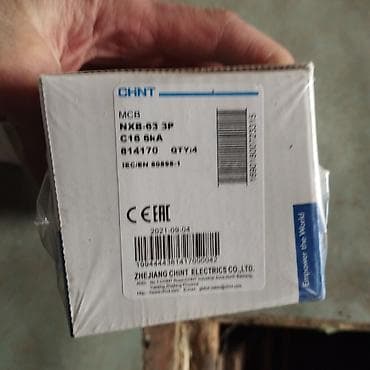 CHNT
MCB
NXB-63 3P
C16 6kA
814170 QTY:4
IEC/EN 60898-1
CE EAC
2021-09-04
ZHEJIANG CHINT ELECTRICS CO.,LTD.
Empower the World